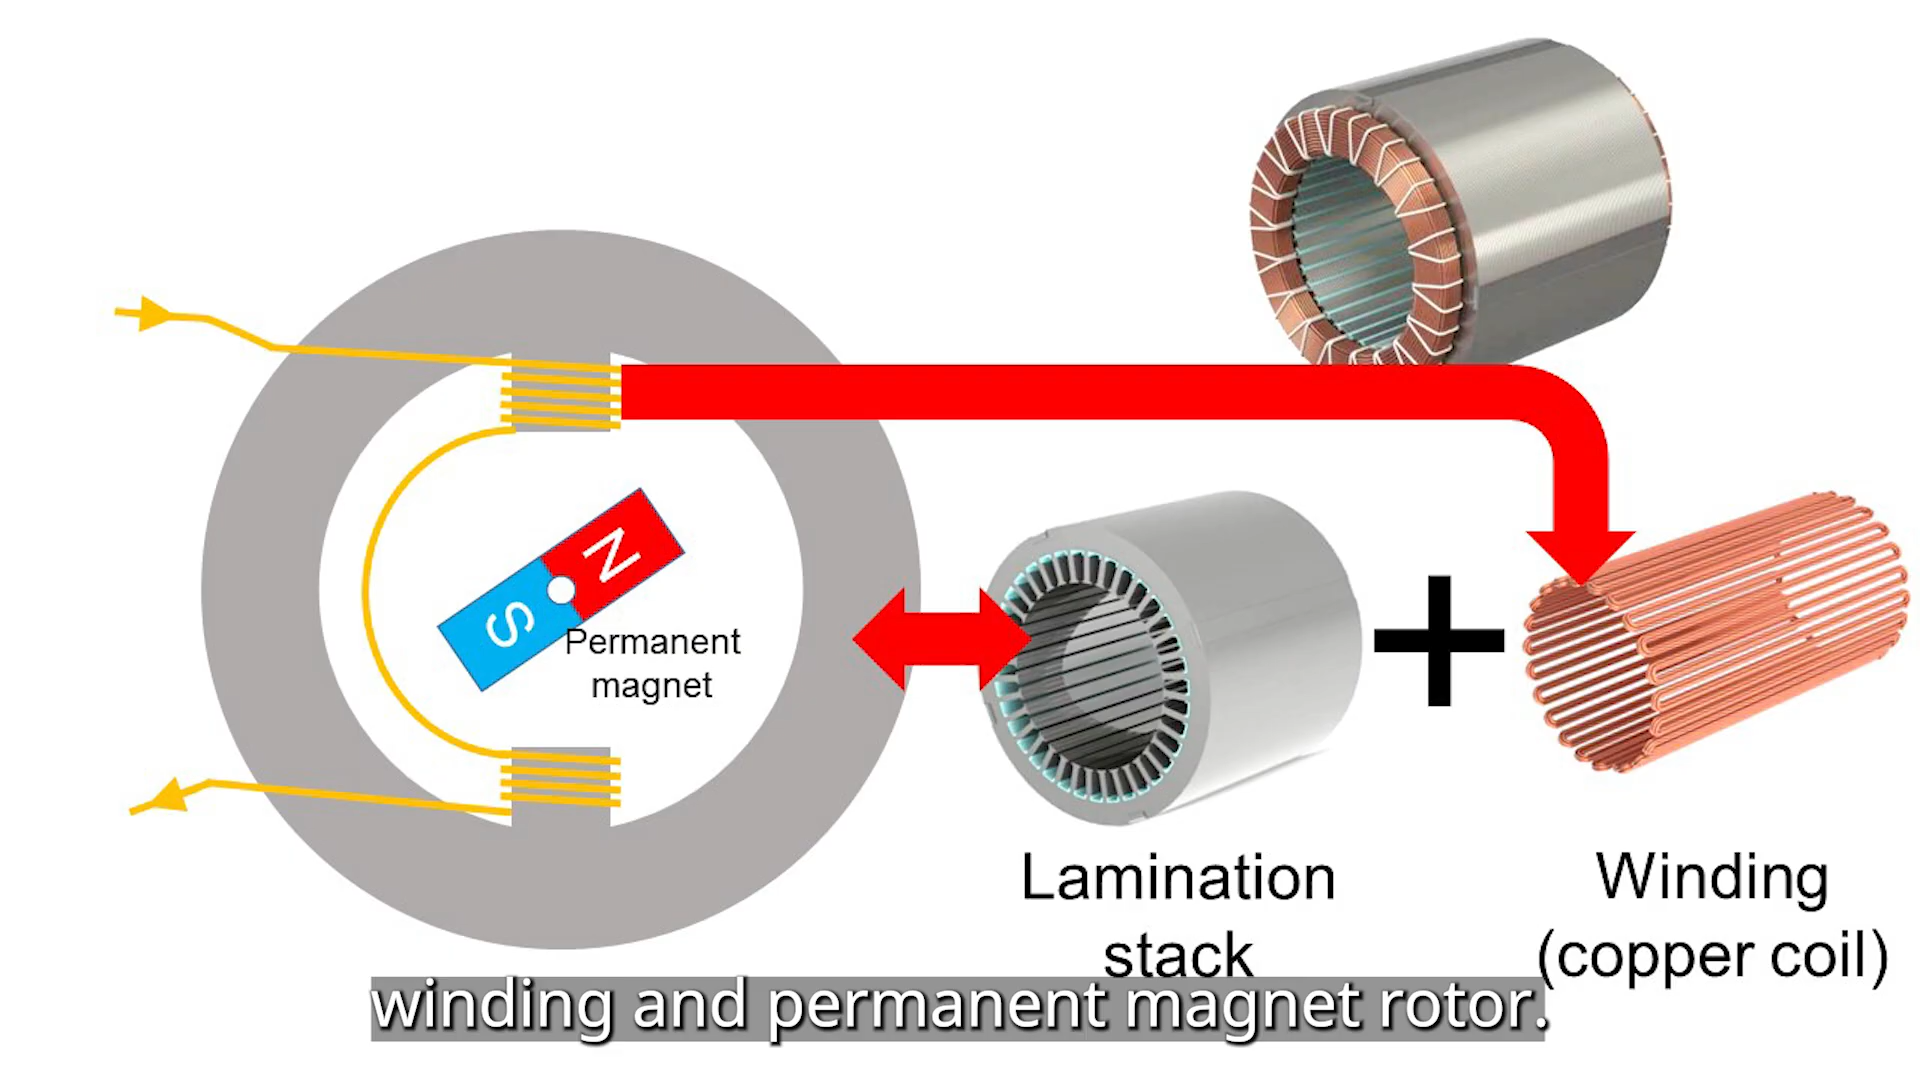 N
S
Permanent
magnet
Lamination
stack
Winding
(copper coil)
winding and permanent magnet rotor.